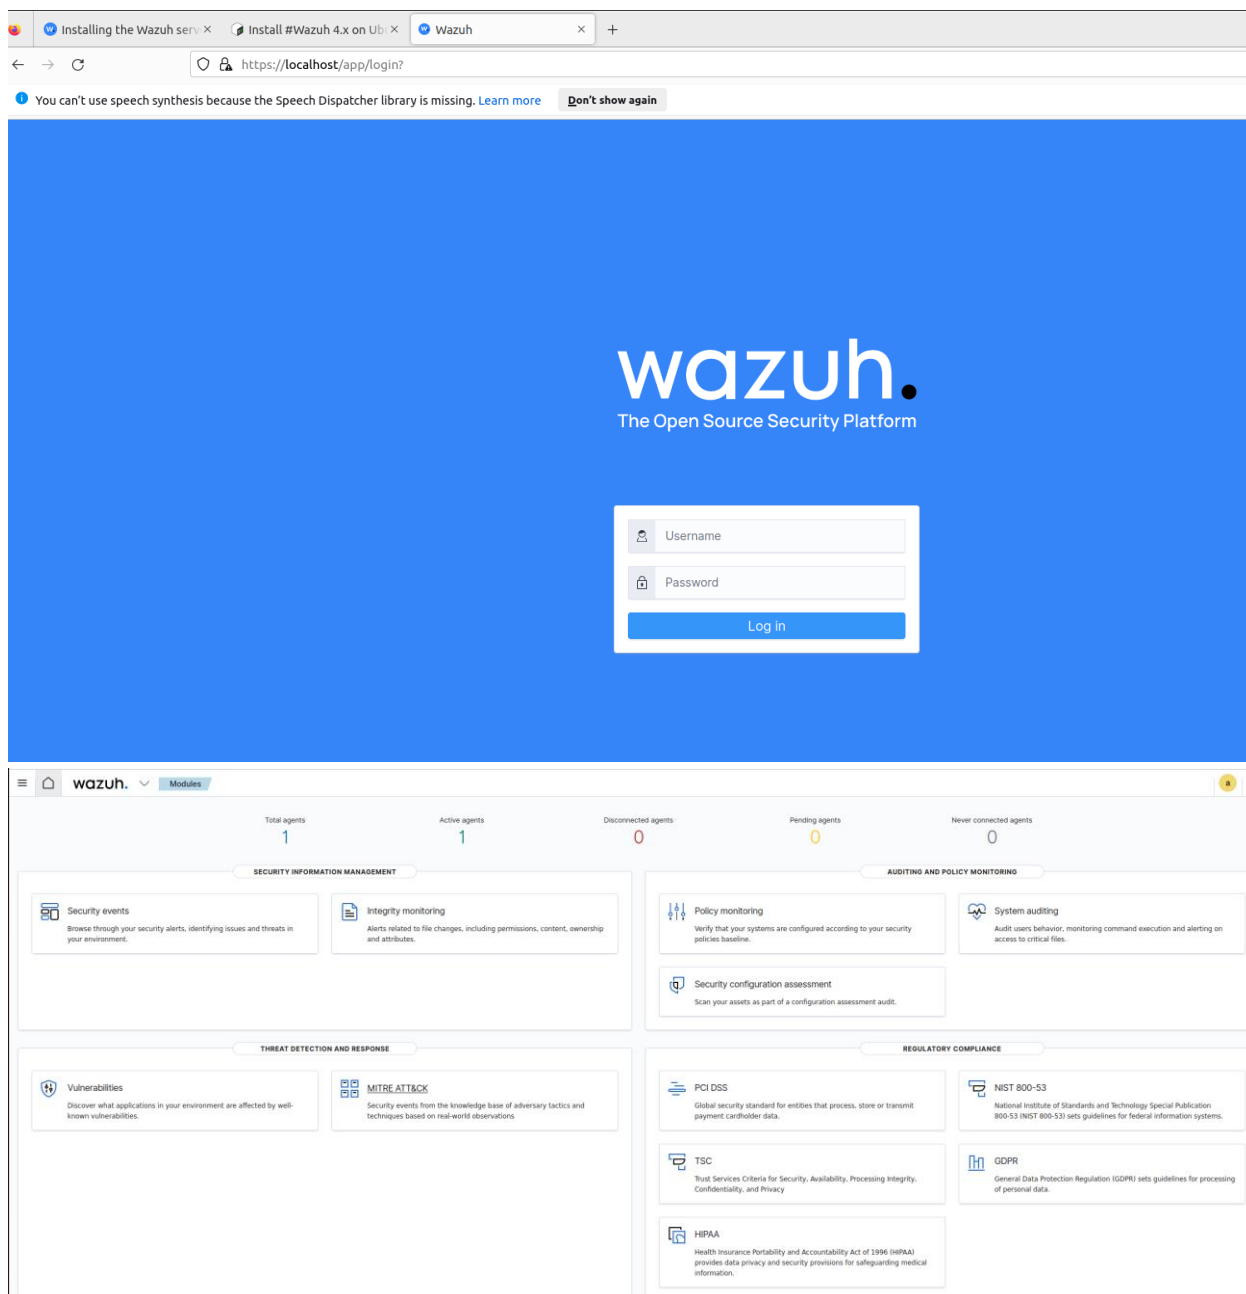 Installing the Wazuh serv
Install #Wazuh 4.x on Ub
Wazuh
https://localhost/app/login?
You can't use speech synthesis because the Speech Dispatcher library is missing. Learn more
Don't show again
wazuh.
The Open Source Security Platform
Username
Password
Log in
wazuh.
Modules
a
Total agents
1
Active agents
1
Disconnected agents
0
Pending agents
0
Never connected agents
0
SECURITY INFORMATION MANAGEMENT
Security events
Browse through your security alerts, identifying issues and threats in
your environment.
Integrity monitoring
Alerts related to file changes, including permissions, content, ownership
and attributes.
AUDITING AND POLICY MONITORING
Policy monitoring
Verify that your systems are configured according to your security
policies baseline.
System auditing
Audit users behavior, monitoring command execution and alerting on
access to critical files.
Security configuration assessment
Scan your assets as part of a configuration assessment audit.
THREAT DETECTION AND RESPONSE
Vulnerabilities
Discover what applications in your environment are affected by well-
known vulnerabilities.
MITRE ATT&CK
Security events from the knowledge base of adversary tactics and
techniques based on real-world observations
REGULATORY COMPLIANCE
PCI DSS
Global security standard for entities that process, store or transmit
payment cardholder data.
NIST 800-53
National Institute of Standards and Technology Special Publication
800-53 (NIST 800-53) sets guidelines for federal information systems.
TSC
Trust Services Criteria for Security, Availability, Processing Integrity,
Confidentiality, and Privacy
GDPR
General Data Protection Regulation (GDPR) sets guidelines for processing
of personal data.
HIPAA
Health Insurance Portability and Accountability Act of 1996 (HIPAA)
provides data privacy and security provisions for safeguarding medical
information.